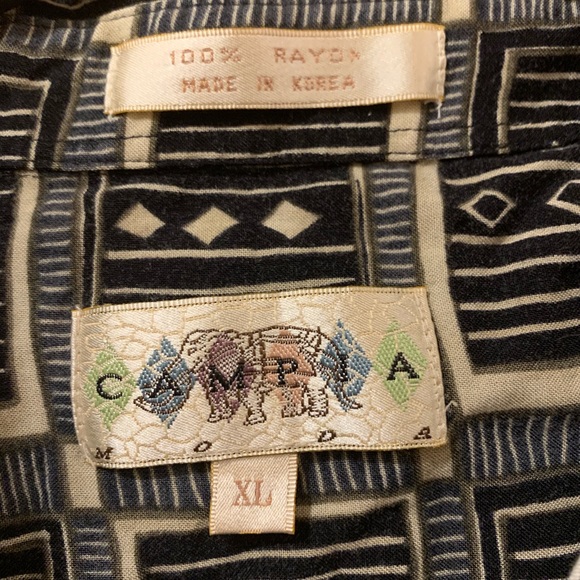 100% RAYON
MADE IN KOREA
CAMPIA
MODA
XL